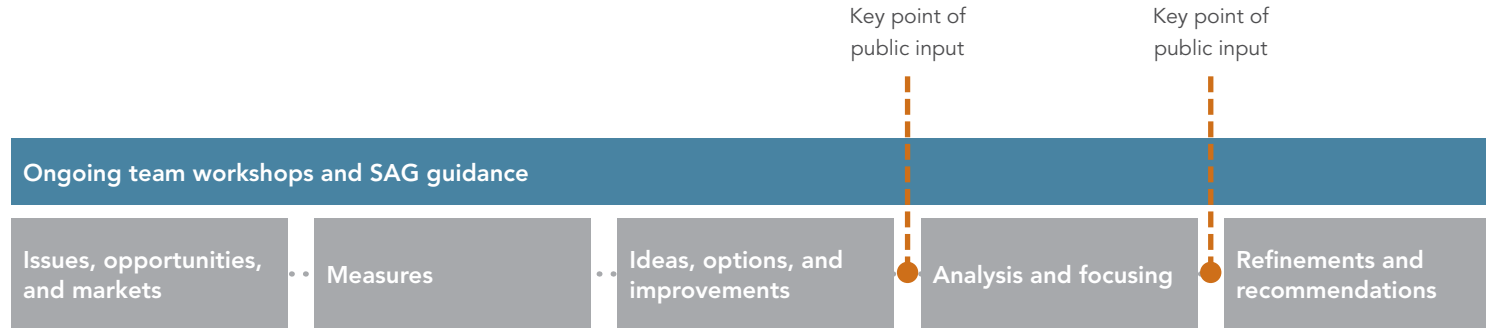 Key point of
public input
Key point of
public input
Ongoing team workshops and SAG guidance
Issues, opportunities,
and markets
Measures
Ideas, options, and
improvements
Analysis and focusing
Refinements and
recommendations